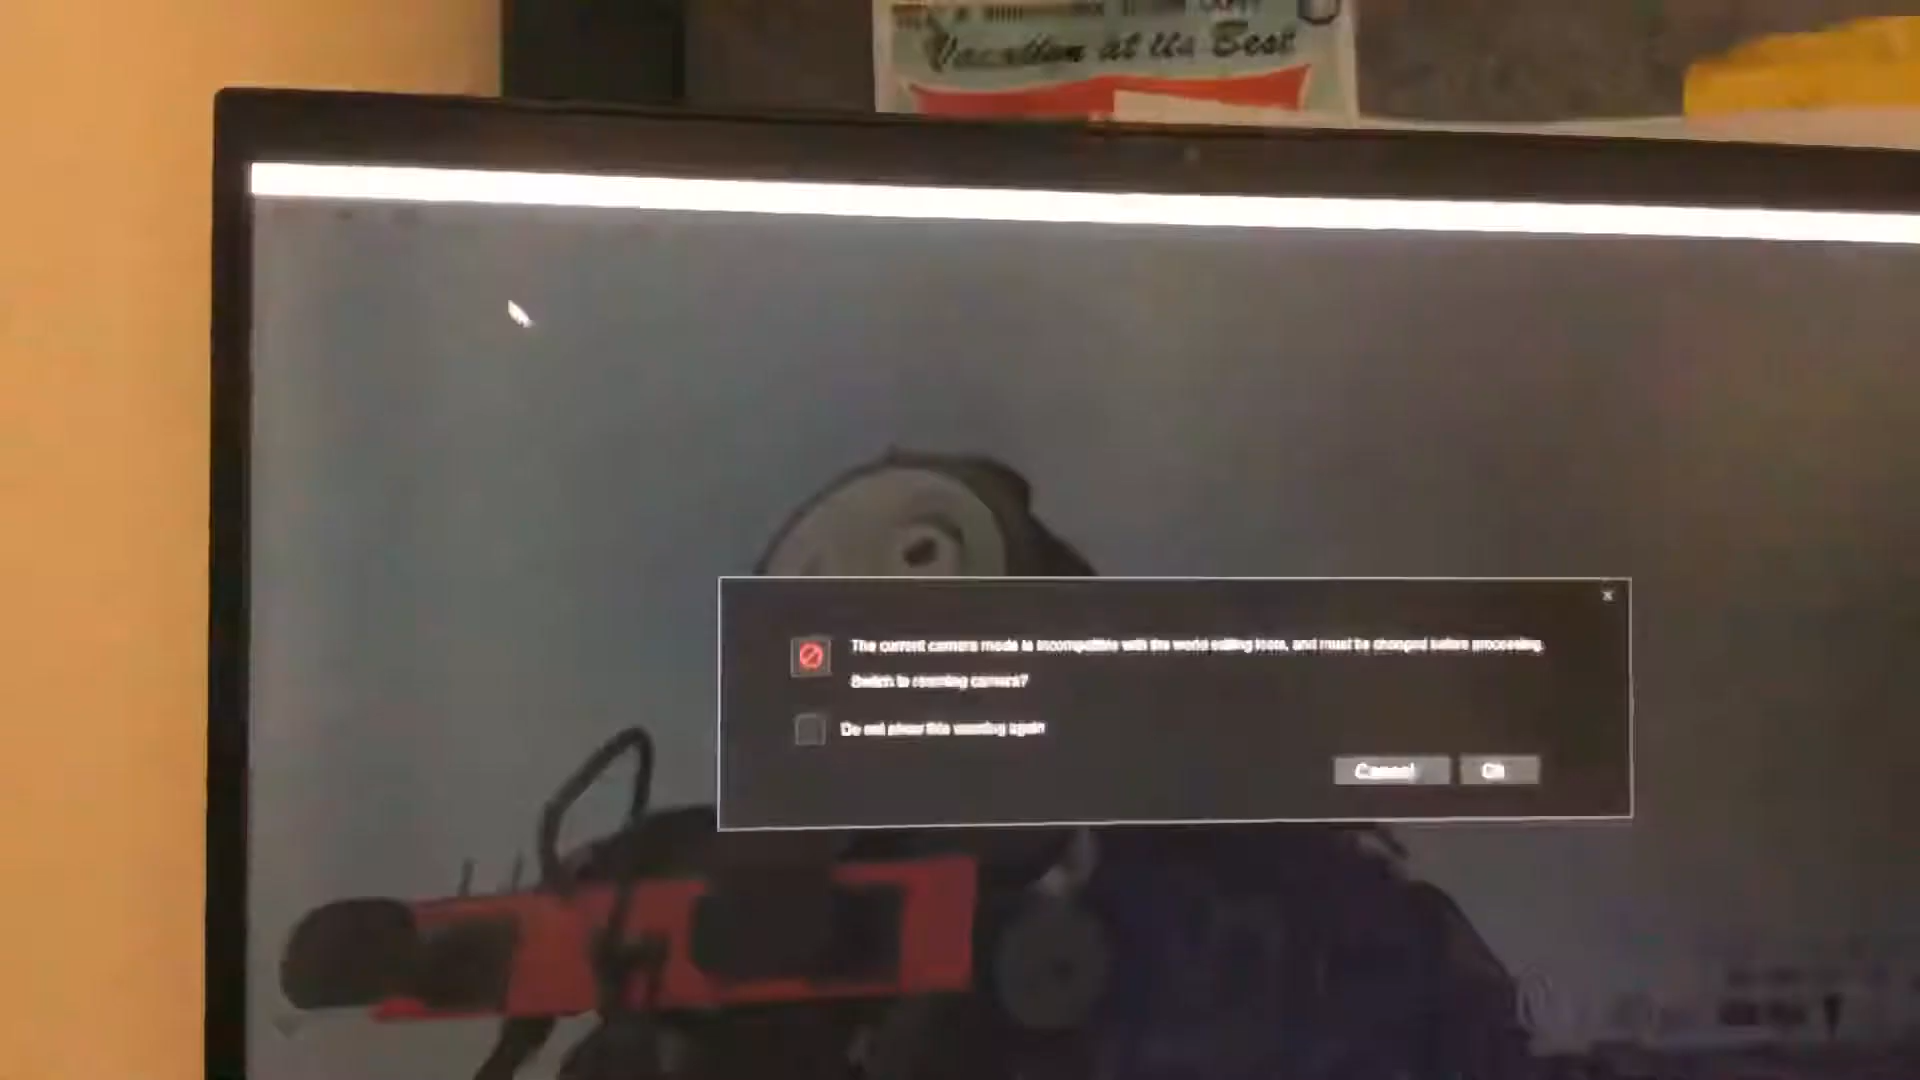 Vacation at its Best
The current camera mode is incompatible with the world editing tools, and must be changed before proceeding.
Switch to roaming camera?
Do not show this warning again
Cancel
Ok